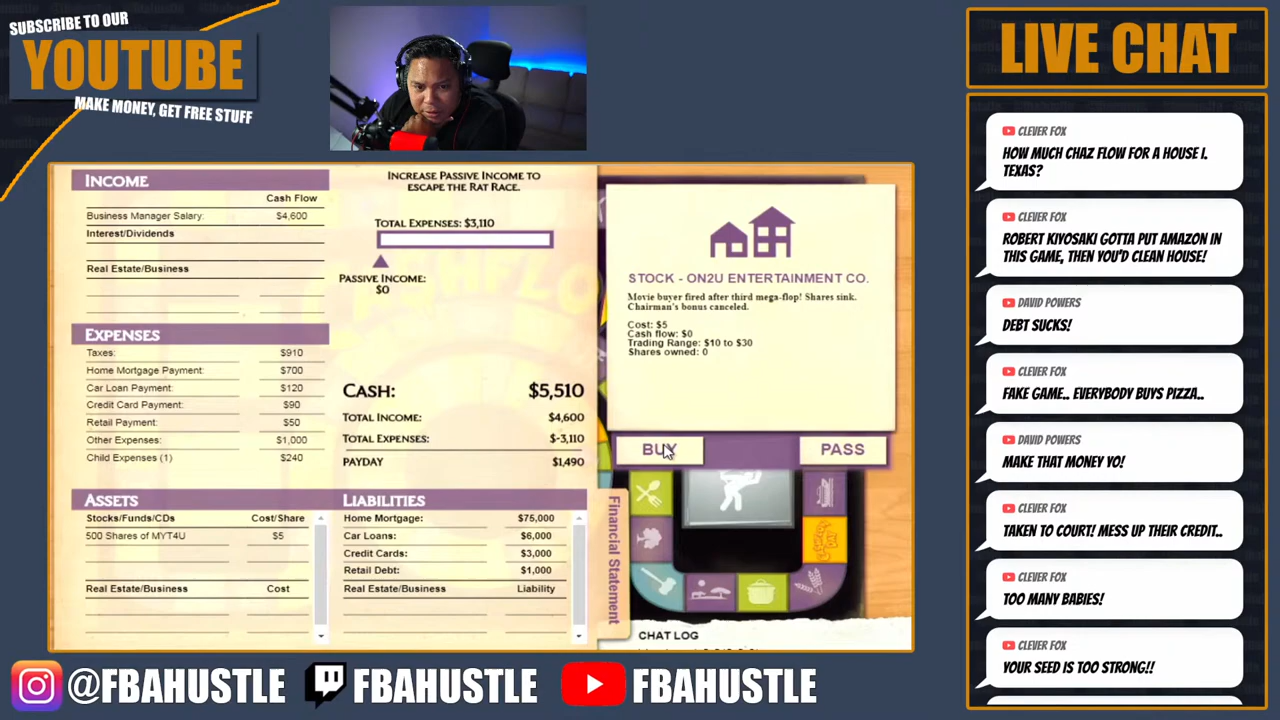 SUBSCRIBE TO OUR
YOUTUBE
MAKE MONEY, GET FREE STUFF
INCOME
Cash Flow
Business Manager Salary: $4,600
Interest/Dividends
Real Estate/Business
EXPENSES
Taxes: $910
Home Mortgage Payment: $700
Car Loan Payment: $120
Credit Card Payment: $90
Retail Payment: $50
Other Expenses: $1,000
Child Expenses (1) $240
ASSETS
Stocks/Funds/CDs Cost/Share
500 Shares of MYT4U $5
Real Estate/Business Cost
INCREASE PASSIVE INCOME TO
ESCAPE THE RAT RACE.
TOTAL EXPENSES: $3,110
PASSIVE INCOME:
$0
CASH: $5,510
TOTAL INCOME: $4,600
TOTAL EXPENSES: $-3,110
PAYDAY $1,490
LIABILITIES
Home Mortgage: $75,000
Car Loans: $6,000
Credit Cards: $3,000
Retail Debt: $1,000
Real Estate/Business Liability
Financial Statement
STOCK - ON2U ENTERTAINMENT CO.
Movie buyer fired after third mega-flop! Shares sink.
Chairman's bonus canceled.
Cost: $5
Cash flow: $0
Trading Range: $10 to $30
Shares owned: 0
BUY
PASS
CHAT LOG
LIVE CHAT
CLEVER FOX
HOW MUCH CHAZ FLOW FOR A HOUSE I.
TEXAS?
CLEVER FOX
ROBERT KIYOSAKI GOTTA PUT AMAZON IN
THIS GAME, THEN YOU'D CLEAN HOUSE!
DAVID POWERS
DEBT SUCKS!
CLEVER FOX
FAKE GAME.. EVERYBODY BUYS PIZZA..
DAVID POWERS
MAKE THAT MONEY YO!
CLEVER FOX
TAKEN TO COURT! MESS UP THEIR CREDIT..
CLEVER FOX
TOO MANY BABIES!
CLEVER FOX
YOUR SEED IS TOO STRONG!!
@FBAHUSTLE
FBAHUSTLE
FBAHUSTLE